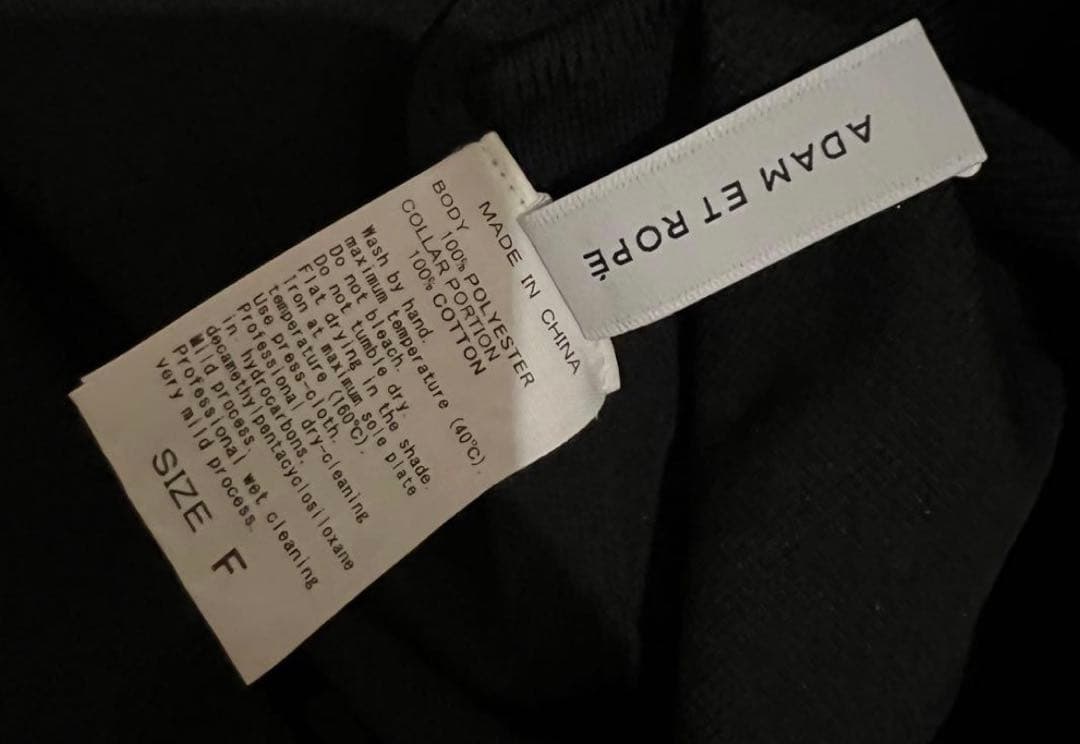 ADAM ET ROPÉ
MADE IN CHINA
BODY
100% POLYESTER
COLLAR PORTION
100% COTTON
Wash by hand.
maximum temperature (40℃).
Do not bleach.
Do not tumble dry.
Flat drying in the shade.
Iron at maximum sole plate
temperature (160℃).
Use press-cloth.
Professional dry-cleaning
in hydrocarbons.
decamethylpentacyclosiloxane
Mild process)
Professional wet cleaning
very mild process.
SIZE F